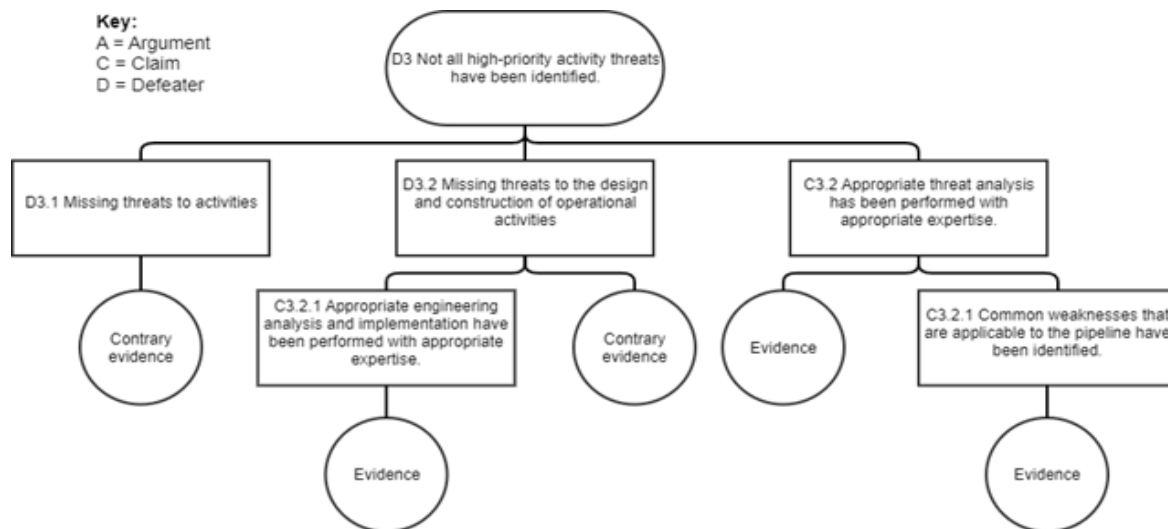 Key:
A = Argument
C = Claim
D = Defeater
D3 Not all high-priority activity threats
have been identified.
D3.1 Missing threats to activities
D3.2 Missing threats to the design
and construction of operational
activities
C3.2 Appropriate threat analysis
has been performed with
appropriate expertise.
Contrary
evidence
C3.2.1 Appropriate engineering
analysis and implementation have
been performed with appropriate
expertise.
Contrary
evidence
Evidence
C3.2.1 Common weaknesses that
are applicable to the pipeline have
been identified.
Evidence
Evidence